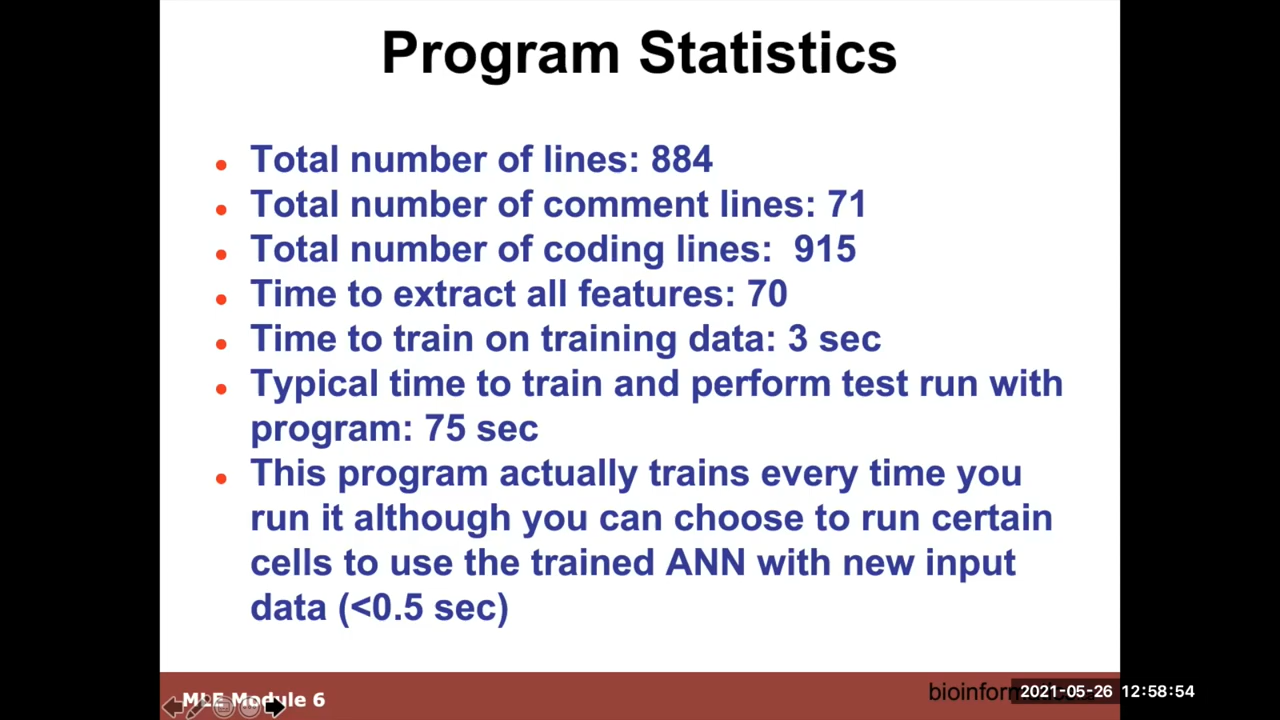 Program Statistics
• Total number of lines: 884
• Total number of comment lines: 71
• Total number of coding lines:  915
• Time to extract all features: 70
• Time to train on training data: 3 sec
• Typical time to train and perform test run with
program: 75 sec
• This program actually trains every time you
run it although you can choose to run certain
cells to use the trained ANN with new input
data (<0.5 sec)
MLE Module 6
2021-05-26 12:58:54